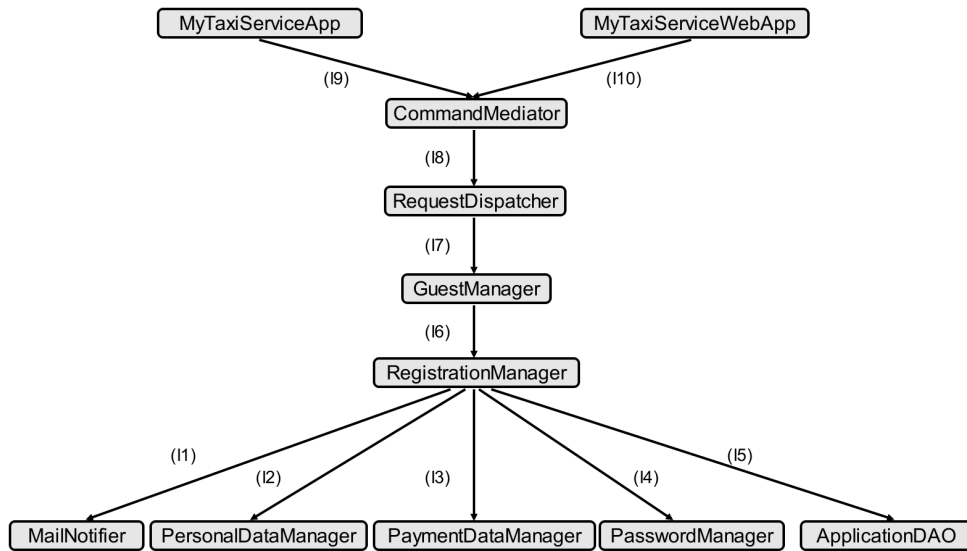 MyTaxiServiceApp
MyTaxiServiceWebApp
(I9)
(I10)
CommandMediator
(I8)
RequestDispatcher
(I7)
GuestManager
(I6)
RegistrationManager
(I1)
(I2)
(I3)
(I4)
(I5)
MailNotifier
PersonalDataManager
PaymentDataManager
PasswordManager
ApplicationDAO